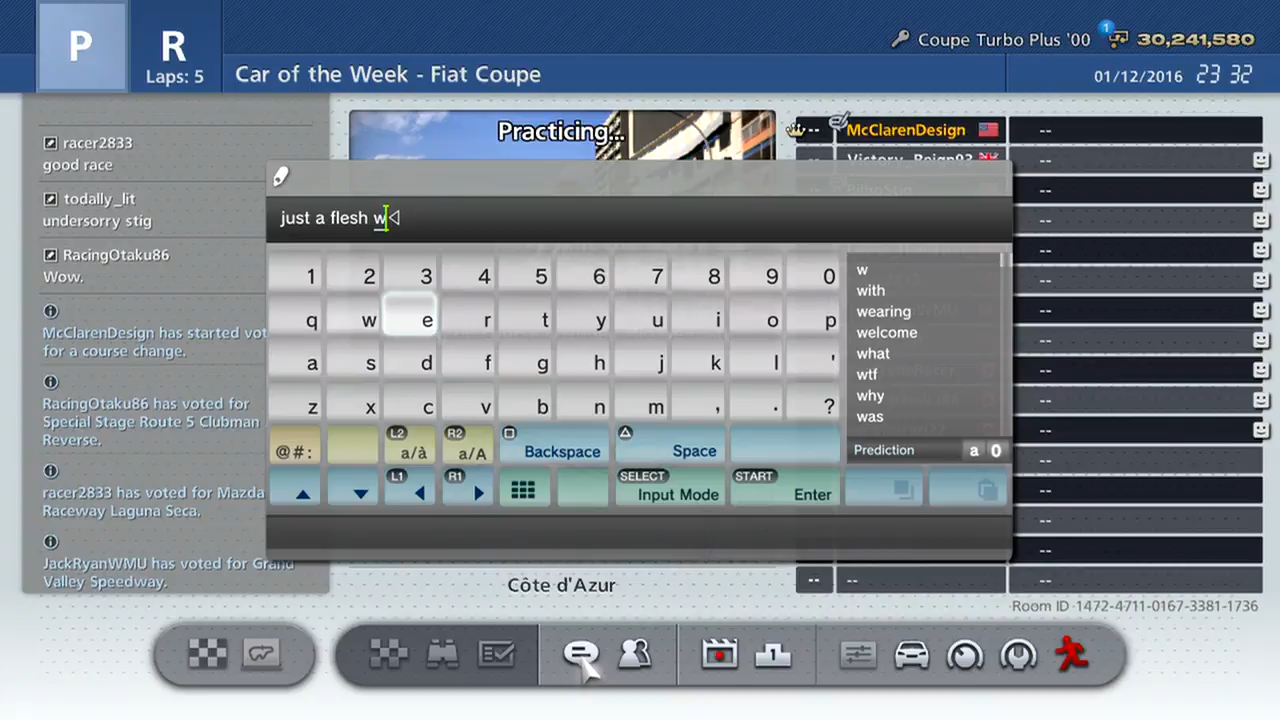 P
R
Laps: 5
Car of the Week - Fiat Coupe
Coupe Turbo Plus '00
1
30,241,580
01/12/2016 23 32
racer2833
good race
todally_lit
undersorry stig
RacingOtaku86
Wow.
McClarenDesign has started vot
for a course change.
RacingOtaku86 has voted for
Special Stage Route 5 Clubman
Reverse.
racer2833 has voted for Mazda
Raceway Laguna Seca.
JackRyanWMU has voted for Grand
Valley Speedway.
Practicing...
-- McClarenDesign --
-- Victory_Reign93 --
--
--
--
--
--
--
--
--
--
--
--
--
--
--
-- -- --
just a flesh w
1 2 3 4 5 6 7 8 9 0
q w e r t y u i o p
a s d f g h j k l '
z x c v b n m , . ?
@#: L2 a/à R2 a/A Backspace Space
L1 R1 SELECT Input Mode START Enter
w
with
wearing
welcome
what
wtf
why
was
Prediction a 0
Côte d'Azur
Room ID 1472-4711-0167-3381-1736